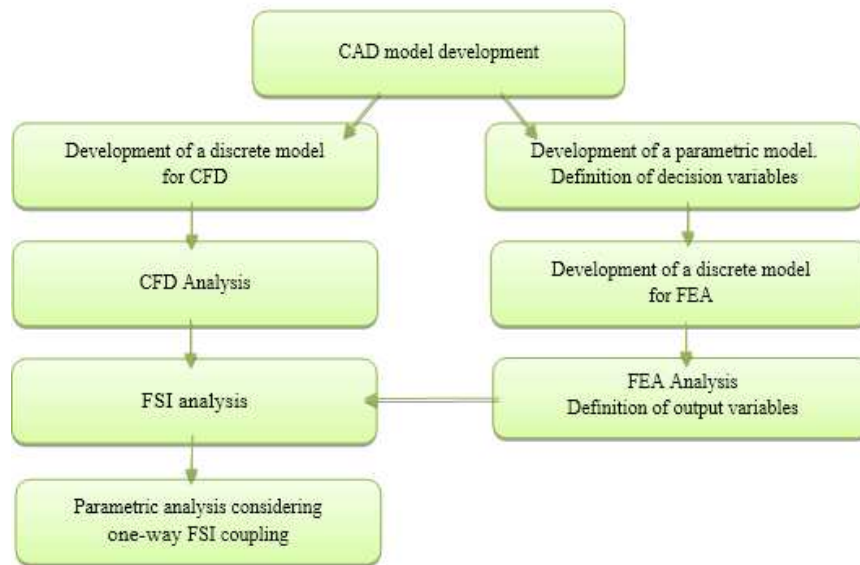 CAD model development
Development of a discrete model
for CFD
Development of a parametric model.
Definition of decision variables
CFD Analysis
Development of a discrete model
for FEA
FSI analysis
FEA Analysis
Definition of output variables
Parametric analysis considering
one-way FSI coupling